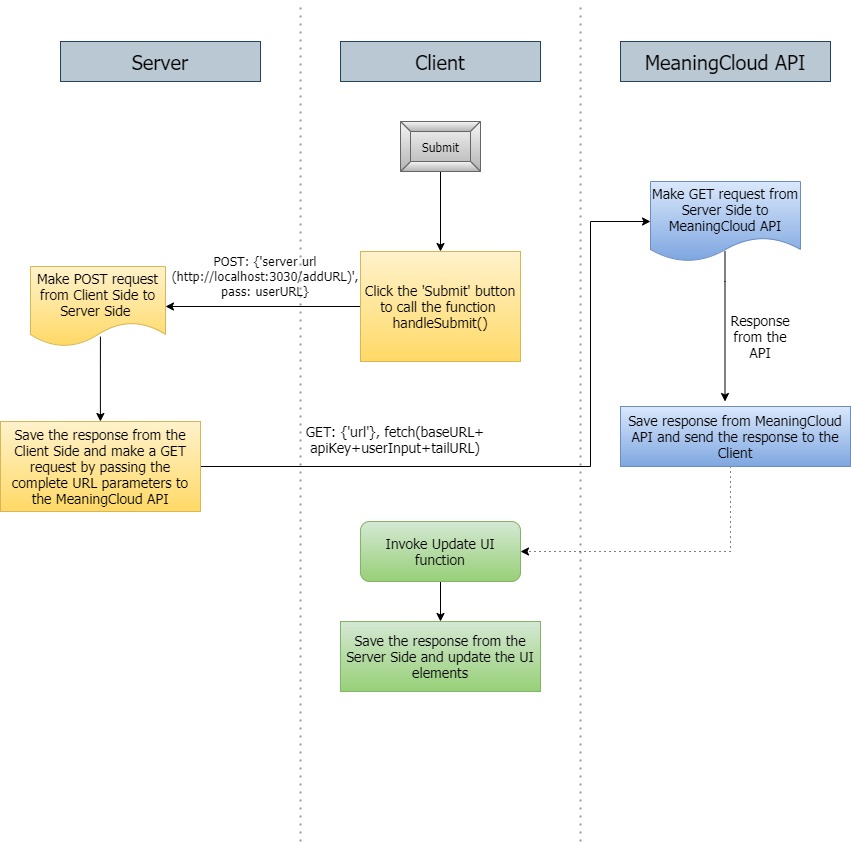 Server
Client
MeaningCloud API
Submit
Make GET request from
Server Side to
MeaningCloud API
POST: {'server url
(http://localhost:3030/addURL)',
pass: userURL}
Make POST request
from Client Side to
Server Side
Click the 'Submit' button
to call the function
handleSubmit()
Response
from the
API
Save the response from the
Client Side and make a GET
request by passing the
complete URL parameters to
the MeaningCloud API
GET: {'url'}, fetch(baseURL+
apiKey+userInput+tailURL)
Save response from MeaningCloud
API and send the response to the
Client
Invoke Update UI
function
Save the response from the
Server Side and update the UI
elements